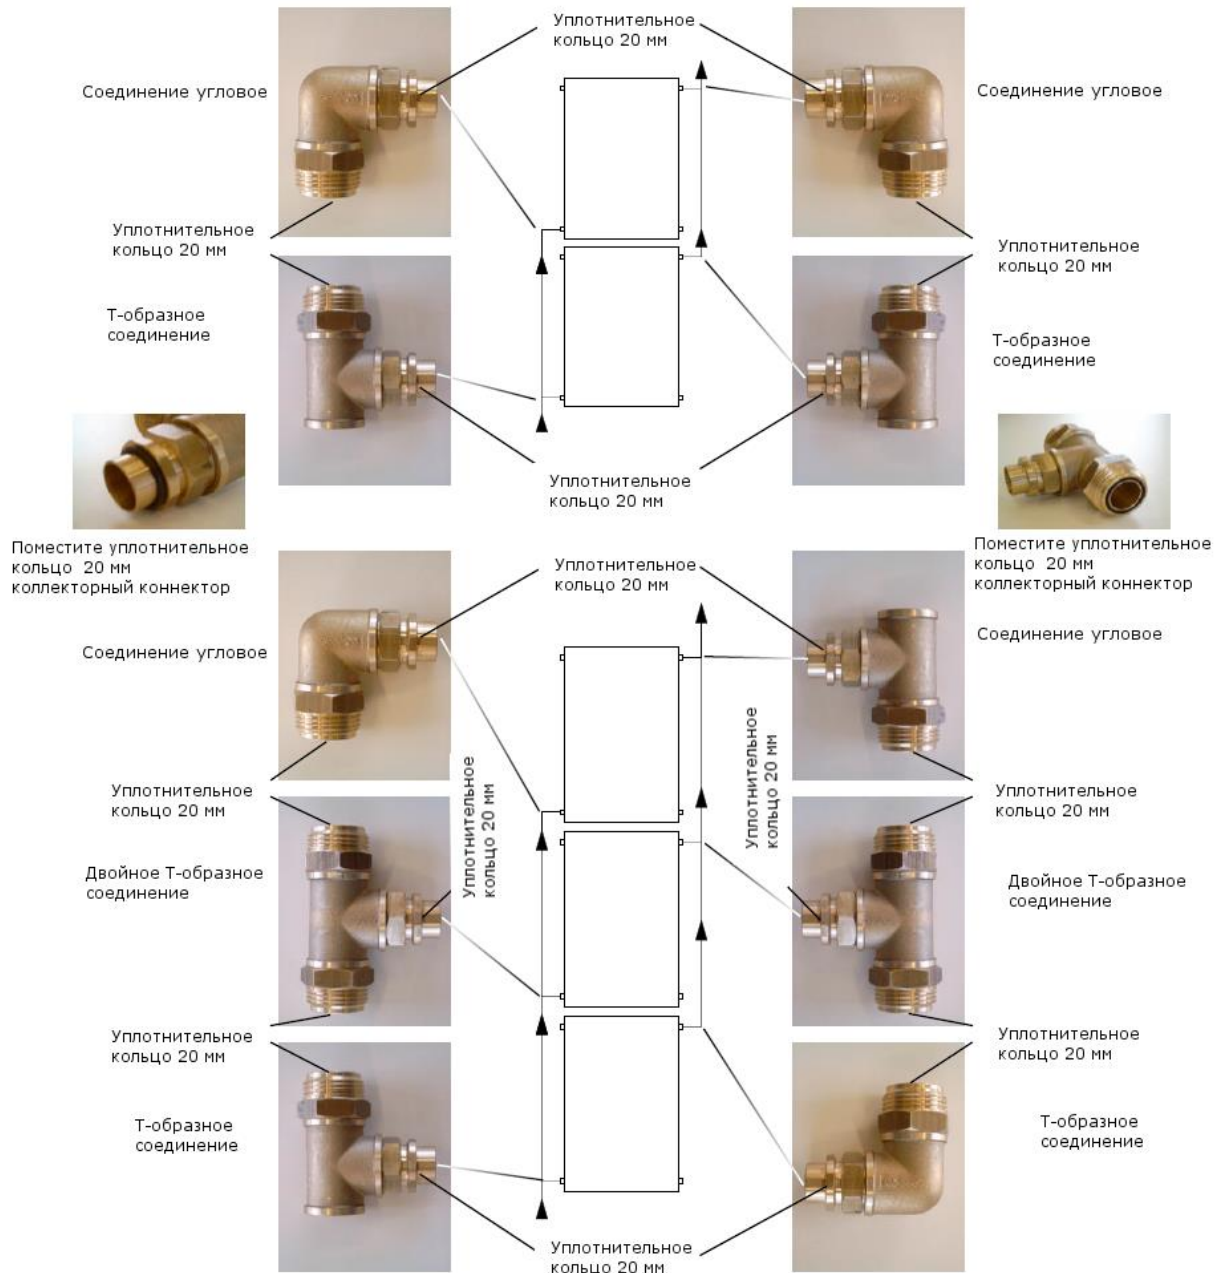 Уплотнительное
кольцо 20 мм
Соединение угловое
Соединение угловое
Уплотнительное
кольцо 20 мм
Уплотнительное
кольцо 20 мм
Т-образное
соединение
Т-образное
соединение
Уплотнительное
кольцо 20 мм
Поместите уплотнительное
кольцо 20 мм
коллекторный коннектор
Поместите уплотнительное
кольцо 20 мм
коллекторный коннектор
Уплотнительное
кольцо 20 мм
Соединение угловое
Соединение угловое
Уплотнительное
кольцо 20 мм
Уплотнительное
кольцо 20 мм
Уплотнительное
кольцо 20 мм
Уплотнительное
кольцо 20 мм
Двойное Т-образное
соединение
Двойное Т-образное
соединение
Уплотнительное
кольцо 20 мм
Уплотнительное
кольцо 20 мм
Т-образное
соединение
Т-образное
соединение
Уплотнительное
кольцо 20 мм